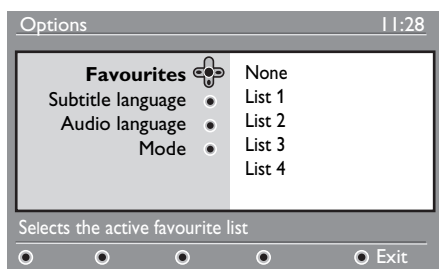 Options 11:28
Favourites None
Subtitle language List 1
Audio language List 2
Mode List 3
List 4
Selects the active favourite list
Exit